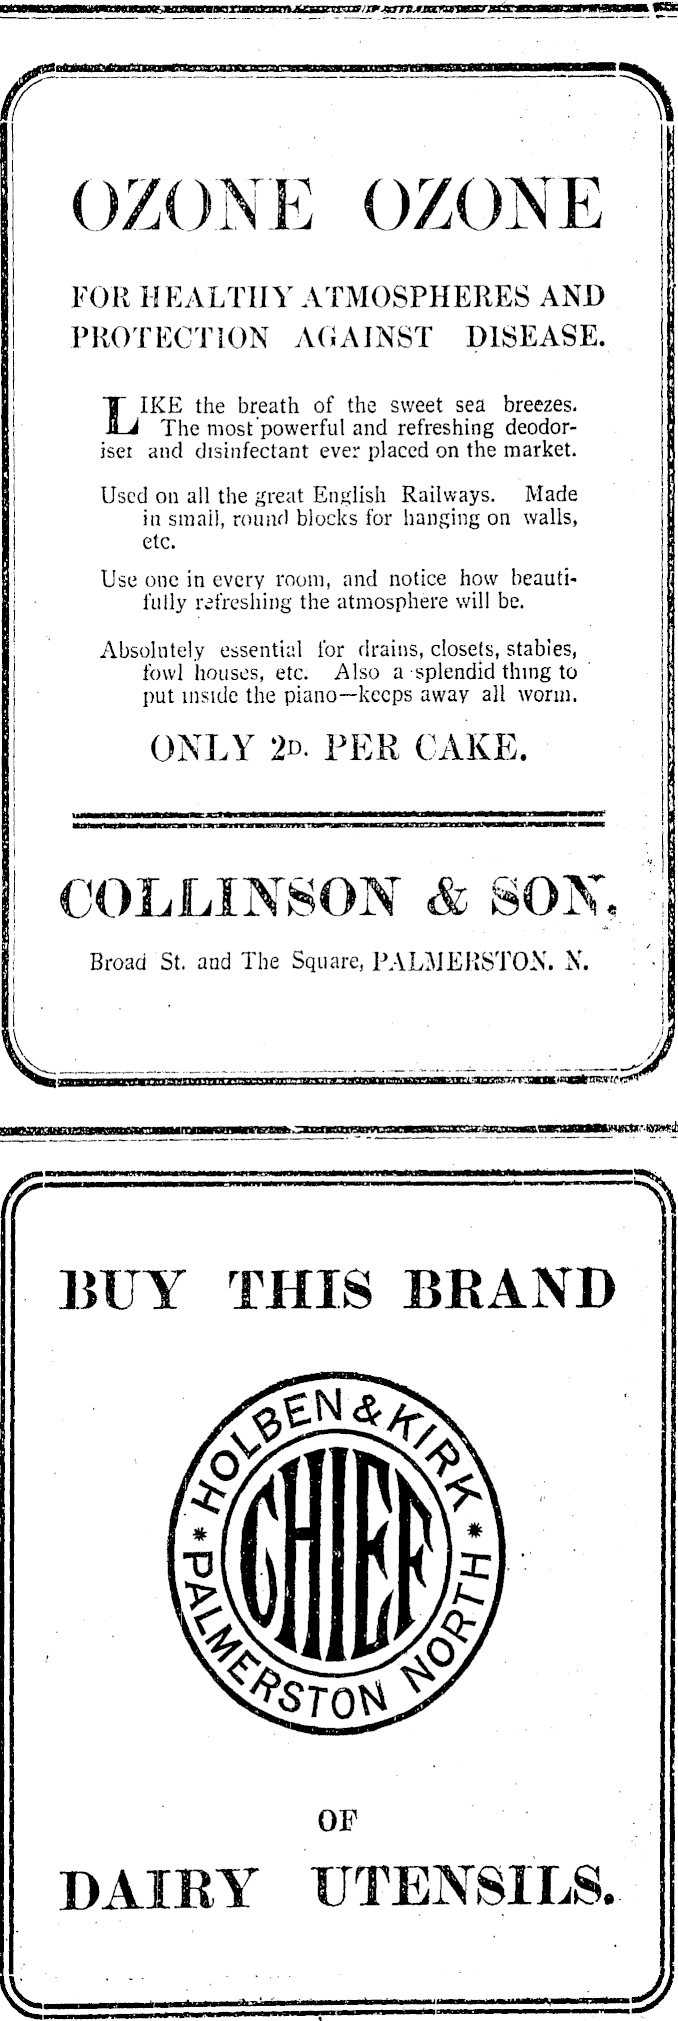 OZONE OZONE
FOR HEALTHY ATMOSPHERES AND
PROTECTION AGAINST DISEASE.
LIKE the breath of the sweet sea breezes.
The most powerful and refreshing deodor-
iser and disinfectant ever placed on the market.
Used on all the great English Railways. Made
in small, round blocks for hanging on walls,
etc.
Use one in every room, and notice how beauti-
fully refreshing the atmosphere will be.
Absolutely essential for drains, closets, stables,
fowl houses, etc. Also a splendid thing to
put inside the piano—keeps away all worm.
ONLY 2D. PER CAKE.
COLLINSON & SON,
Broad St. and The Square, PALMERSTON. N.
BUY THIS BRAND
HOLBEN & KIRK
CHIEF
* PALMERSTON NORTH *
OF
DAIRY UTENSILS.